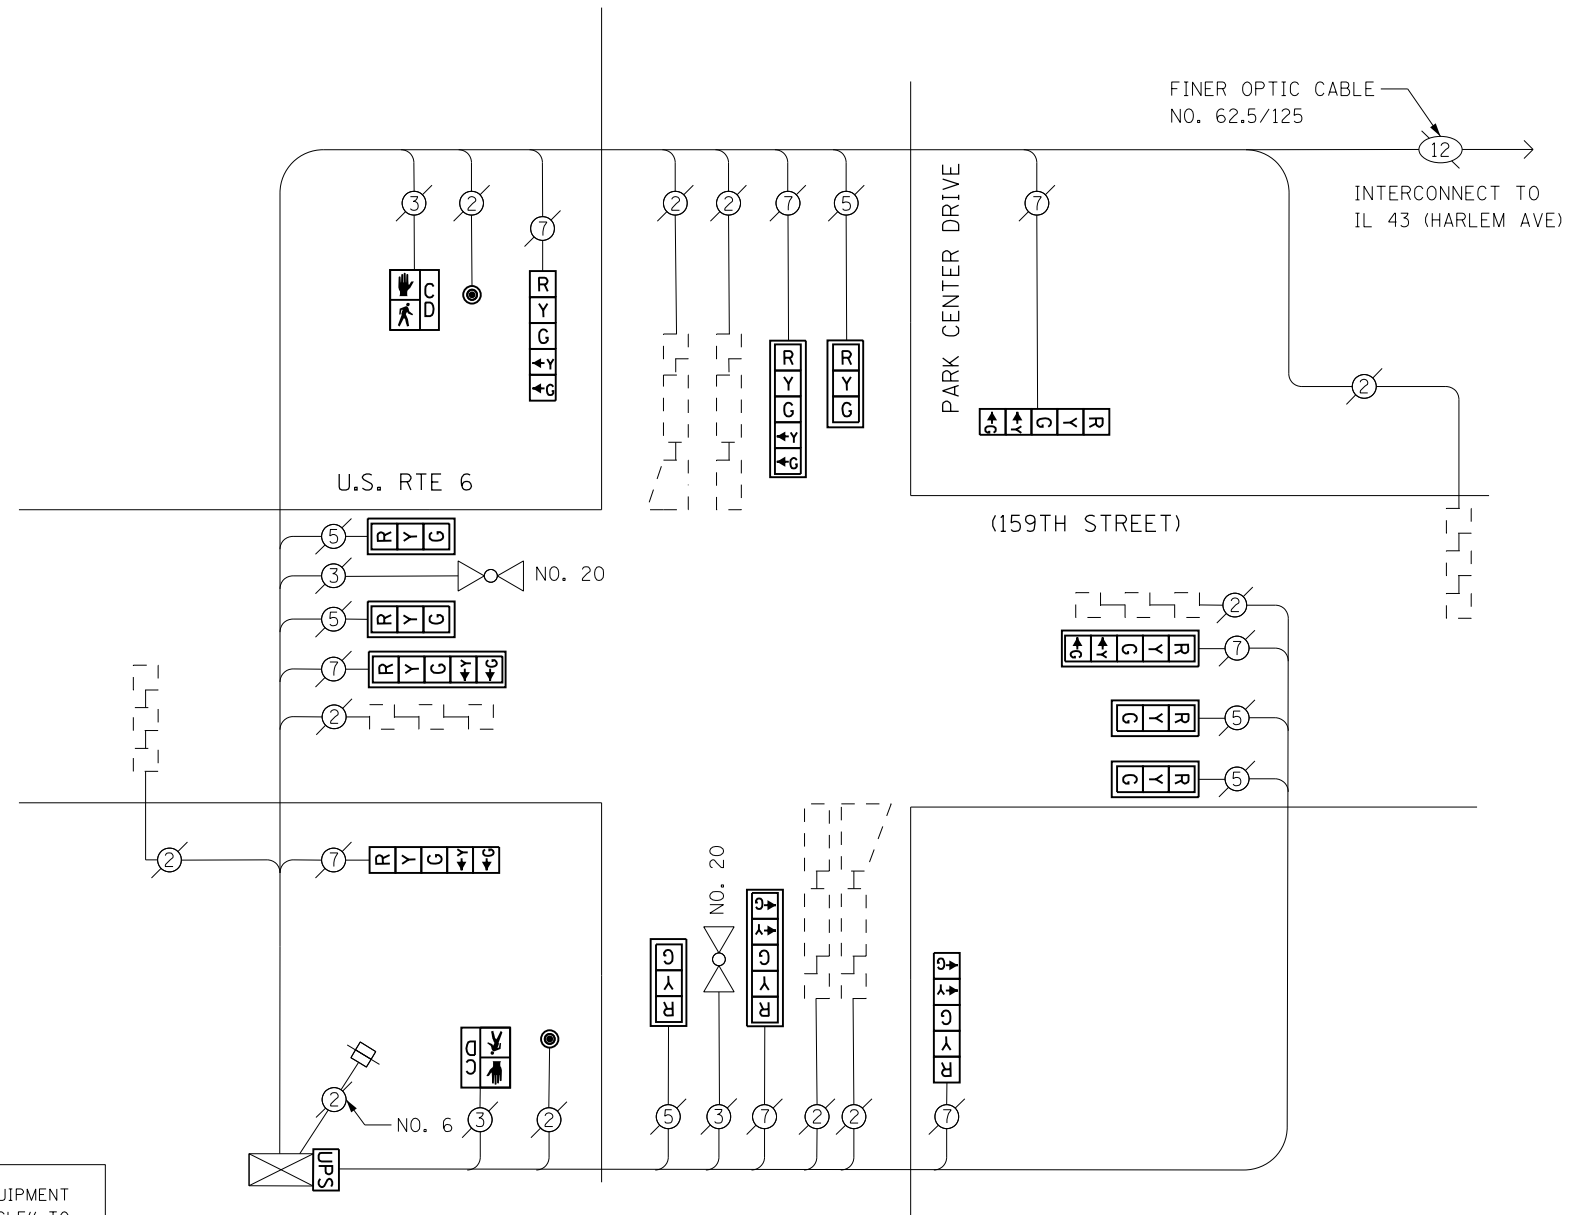 FINER OPTIC CABLE
NO. 62.5/125
12
INTERCONNECT TO
IL 43 (HARLEM AVE)
3
2
7
2
2
7
5
7
PARK CENTER DRIVE
C
D
R
Y
G
Y
G
R
Y
G
Y
G
R
Y
G
G Y G Y R
2
U.S. RTE 6
(159TH STREET)
5
R Y G
3
NO. 20
5
R Y G
7
R Y G Y G
2
2
G Y G Y R
7
G Y R
5
G Y R
5
2
7
R Y G Y G
NO. 20
G
Y
R
G
Y
G
Y
R
G
Y
G
Y
R
C
D
2
NO. 6
3
2
5
3
7
2
2
7
UPS
UIPMENT